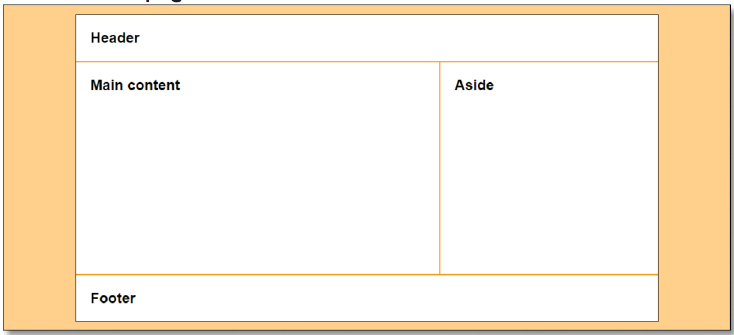 Header
Main content
Aside
Footer